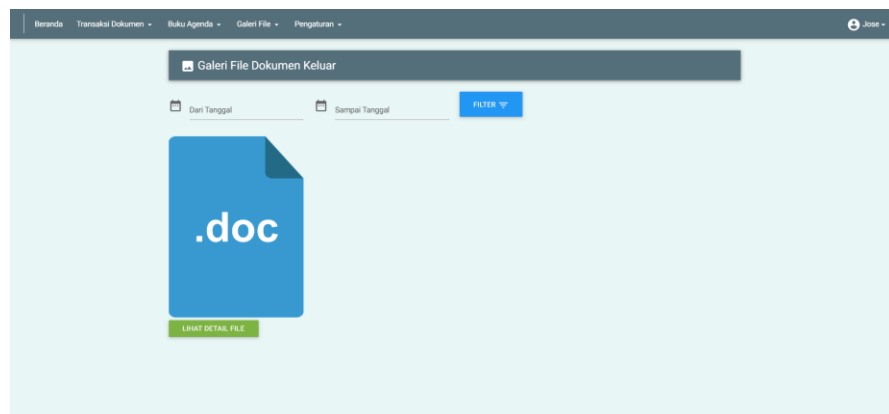 Beranda Transaksi Dokumen Buku Agenda Galeri File Pengaturan Jose
Galeri File Dokumen Keluar
Dari Tanggal Sampai Tanggal FILTER
.doc
LIHAT DETAIL FILE